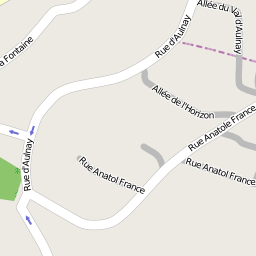 Allée du Val d'Aulnay
a Fontaine
Rue d'Aulnay
Allée de l'Horizon
Rue Anatole France
Rue d'Aulnay
Rue Anatol France
Rue Anatol France